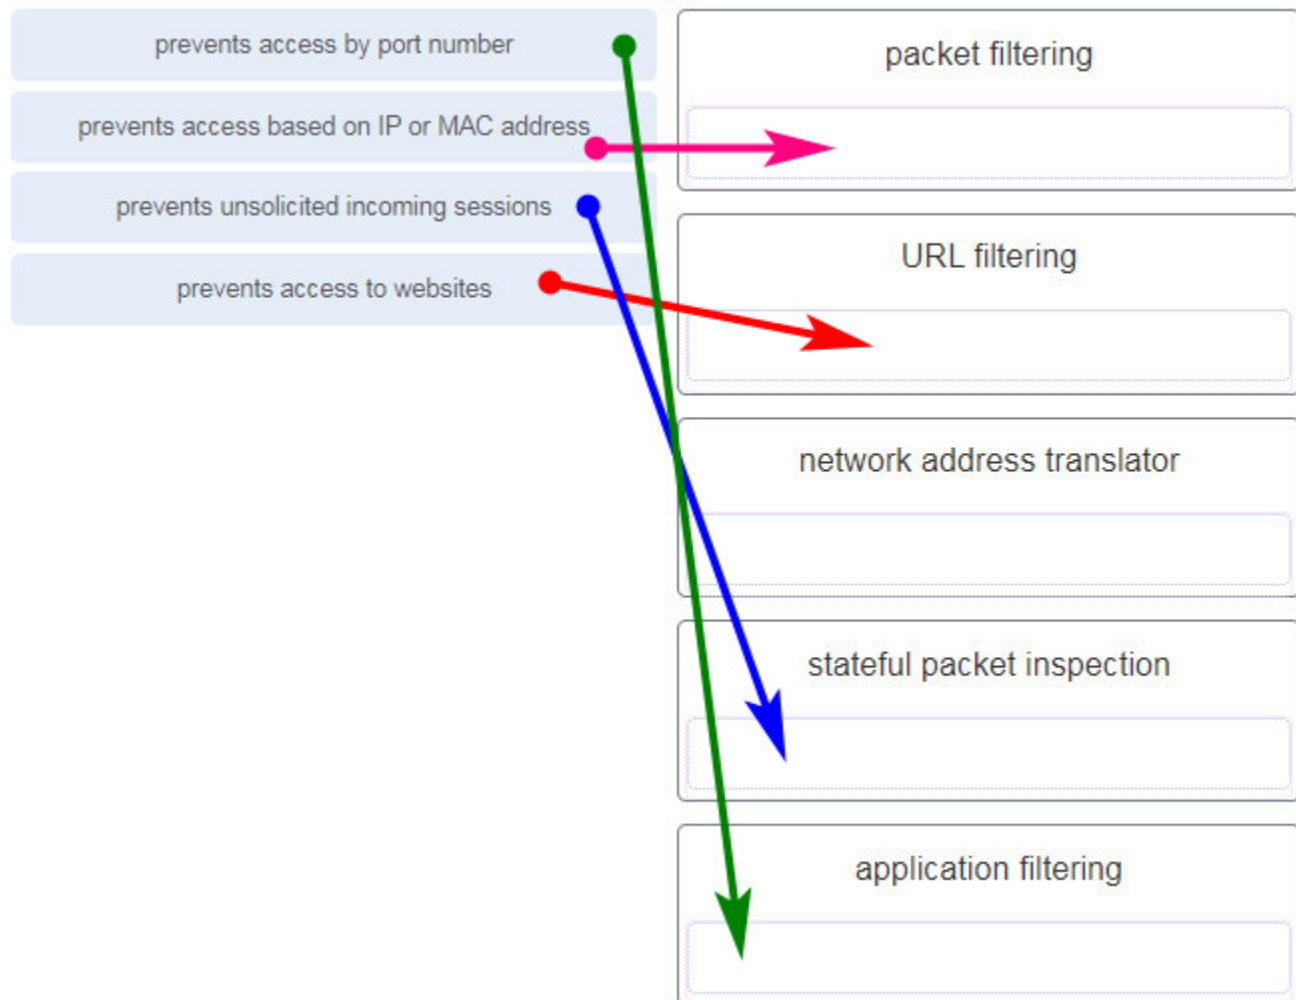 prevents access by port number
prevents access based on IP or MAC address
prevents unsolicited incoming sessions
prevents access to websites
packet filtering
URL filtering
network address translator
stateful packet inspection
application filtering